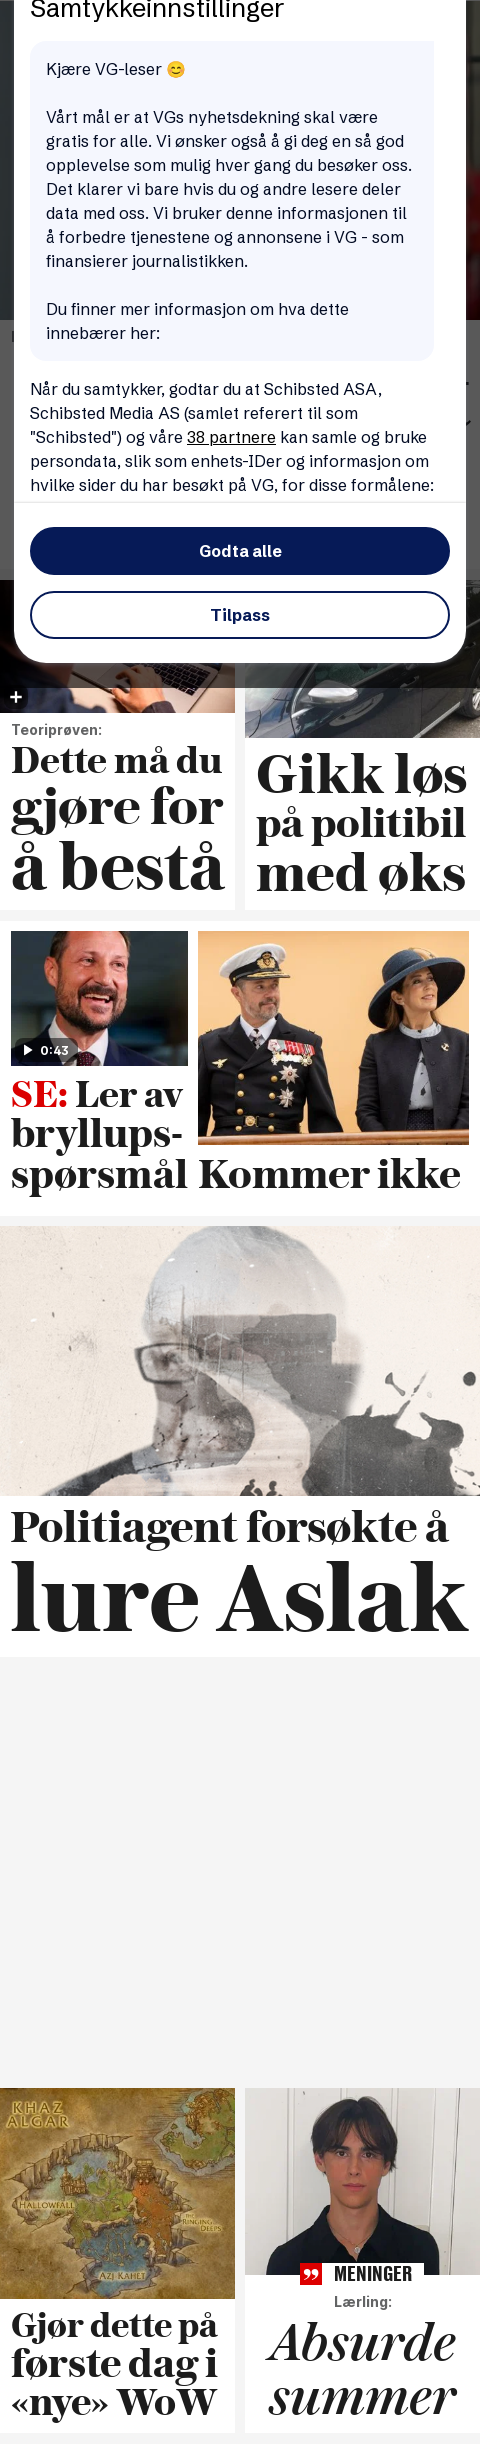 Samtykkeinnstillinger
Kjære VG-leser 😊
Vårt mål er at VGs nyhetsdekning skal være
gratis for alle. Vi ønsker også å gi deg en så god
opplevelse som mulig hver gang du besøker oss.
Det klarer vi bare hvis du og andre lesere deler
data med oss. Vi bruker denne informasjonen til
å forbedre tjenestene og annonsene i VG - som
finansierer journalistikken.
Du finner mer informasjon om hva dette
innebærer her:
Når du samtykker, godtar du at Schibsted ASA,
Schibsted Media AS (samlet referert til som
"Schibsted") og våre 38 partnere kan samle og bruke
persondata, slik som enhets-IDer og informasjon om
hvilke sider du har besøkt på VG, for disse formålene:
Godta alle
Tilpass
Teoriprøven:
Dette må du
gjøre for
å bestå
Gikk løs
på politibil
med øks
0:43
SE: Ler av
bryllups-
spørsmål
Kommer ikke
Politiagent forsøkte å
lure Aslak
KHAZ
ALGAR
HALLOWFALL
THE
RINGING
DEEPS
AZJ KAHET
Gjør dette på
første dag i
«nye» WoW
MENINGER
Lærling:
Absurde
summer